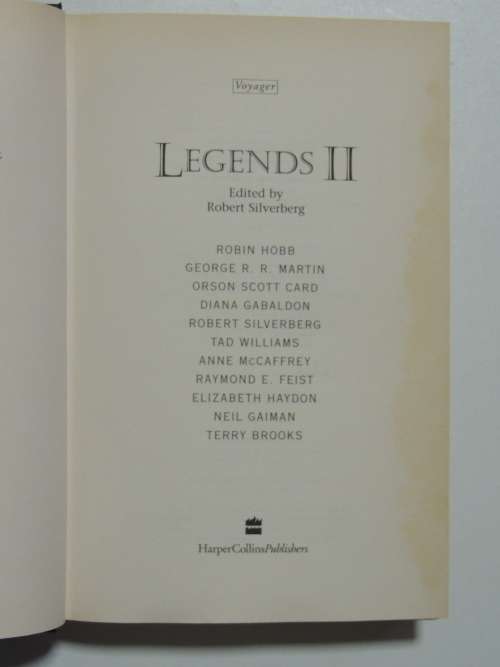 Voyager
LEGENDS II
Edited by
Robert Silverberg
ROBIN HOBB
GEORGE R. R. MARTIN
ORSON SCOTT CARD
DIANA GABALDON
ROBERT SILVERBERG
TAD WILLIAMS
ANNE McCAFFREY
RAYMOND E. FEIST
ELIZABETH HAYDON
NEIL GAIMAN
TERRY BROOKS
HarperCollinsPublishers